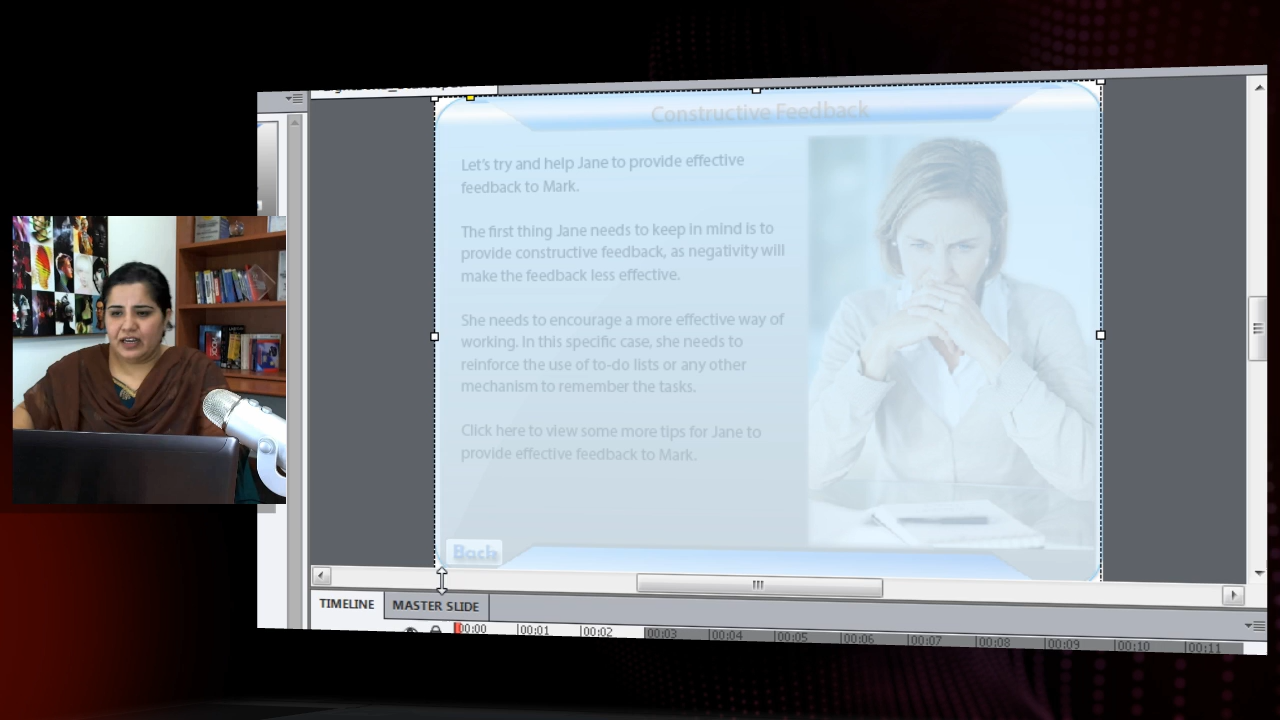 Constructive Feedback
Let's try and help Jane to provide effective
feedback to Mark.
The first thing Jane needs to keep in mind is to
provide constructive feedback, as negativity will
make the feedback less effective.
She needs to encourage a more effective way of
working. In this specific case, she needs to
reinforce the use of to-do lists or any other
mechanism to remember the tasks.
Click here to view some more tips for Jane to
provide effective feedback to Mark.
Back
TIMELINE MASTER SLIDE
00:00 00:01 00:02 00:03 00:04 00:05 00:06 00:07 00:08 00:09 00:10 00:11